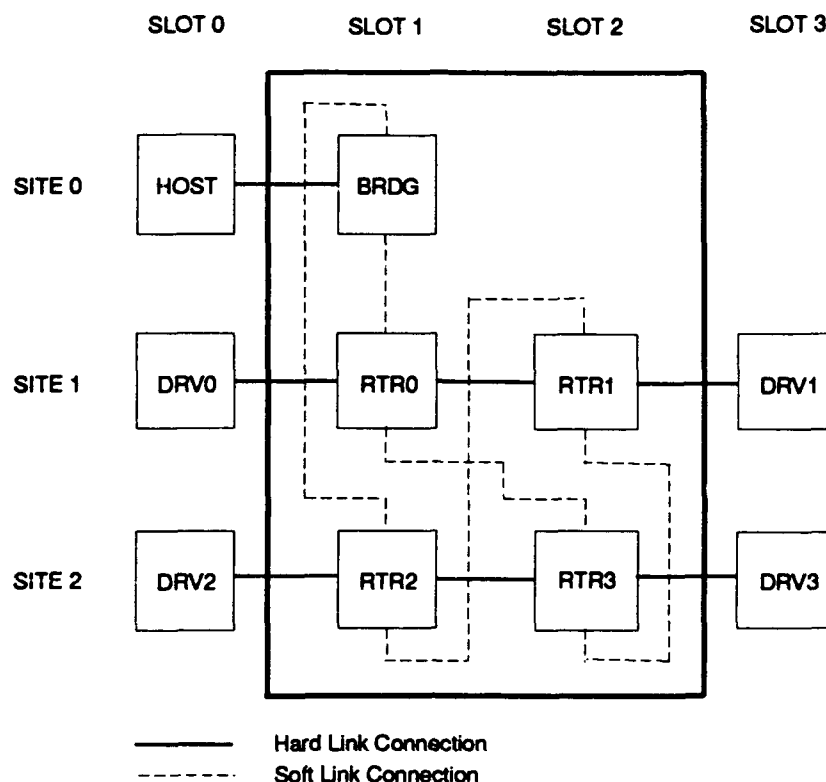 SLOT 0 SLOT 1 SLOT 2 SLOT 3
SITE 0 HOST BRDG
SITE 1 DRV0 RTR0 RTR1 DRV1
SITE 2 DRV2 RTR2 RTR3 DRV3
Hard Link Connection
Soft Link Connection